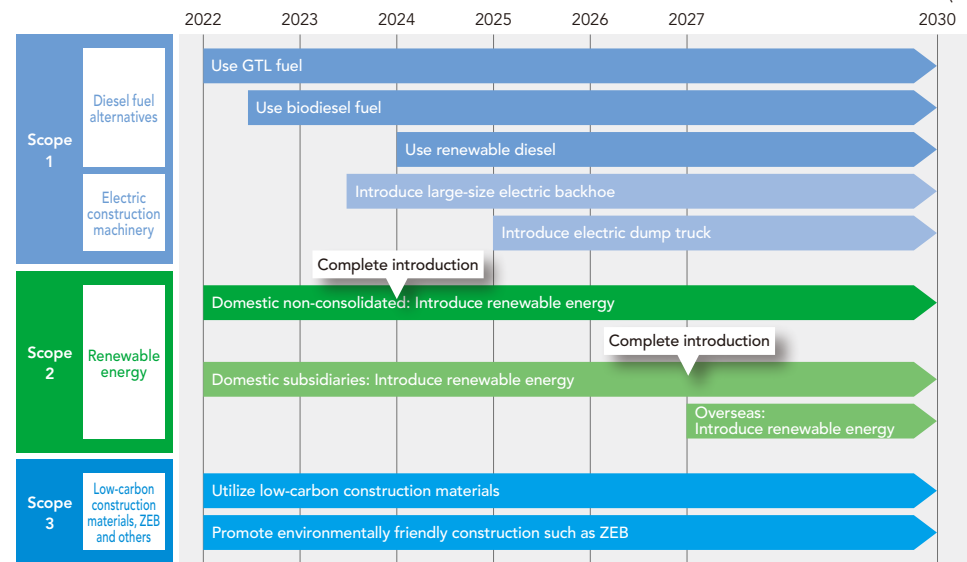 2022 2023 2024 2025 2026 2027 2030
Scope
1
Diesel fuel
alternatives
Use GTL fuel
Use biodiesel fuel
Use renewable diesel
Electric
construction
machinery
Introduce large-size electric backhoe
Introduce electric dump truck
Complete introduction
Scope
2
Renewable
energy
Domestic non-consolidated: Introduce renewable energy
Complete introduction
Domestic subsidiaries: Introduce renewable energy
Overseas:
Introduce renewable energy
Scope
3
Low-carbon
construction
materials, ZEB
and others
Utilize low-carbon construction materials
Promote environmentally friendly construction such as ZEB